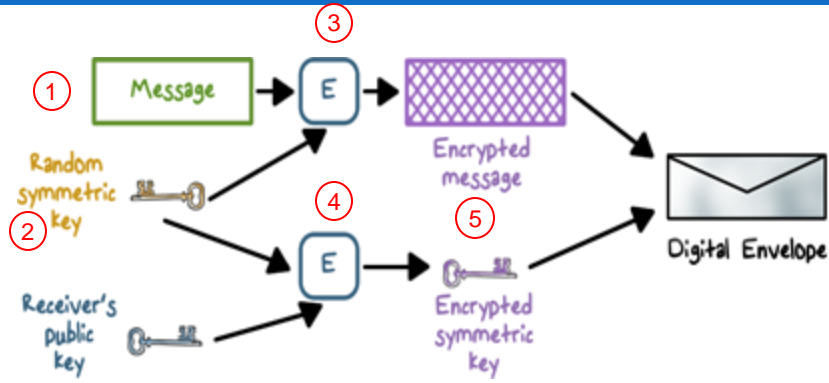 3
1
Message
E
Encrypted
message
Random
symmetric
key
2
4
5
E
Digital Envelope
Receiver's
public
key
Encrypted
symmetric
key